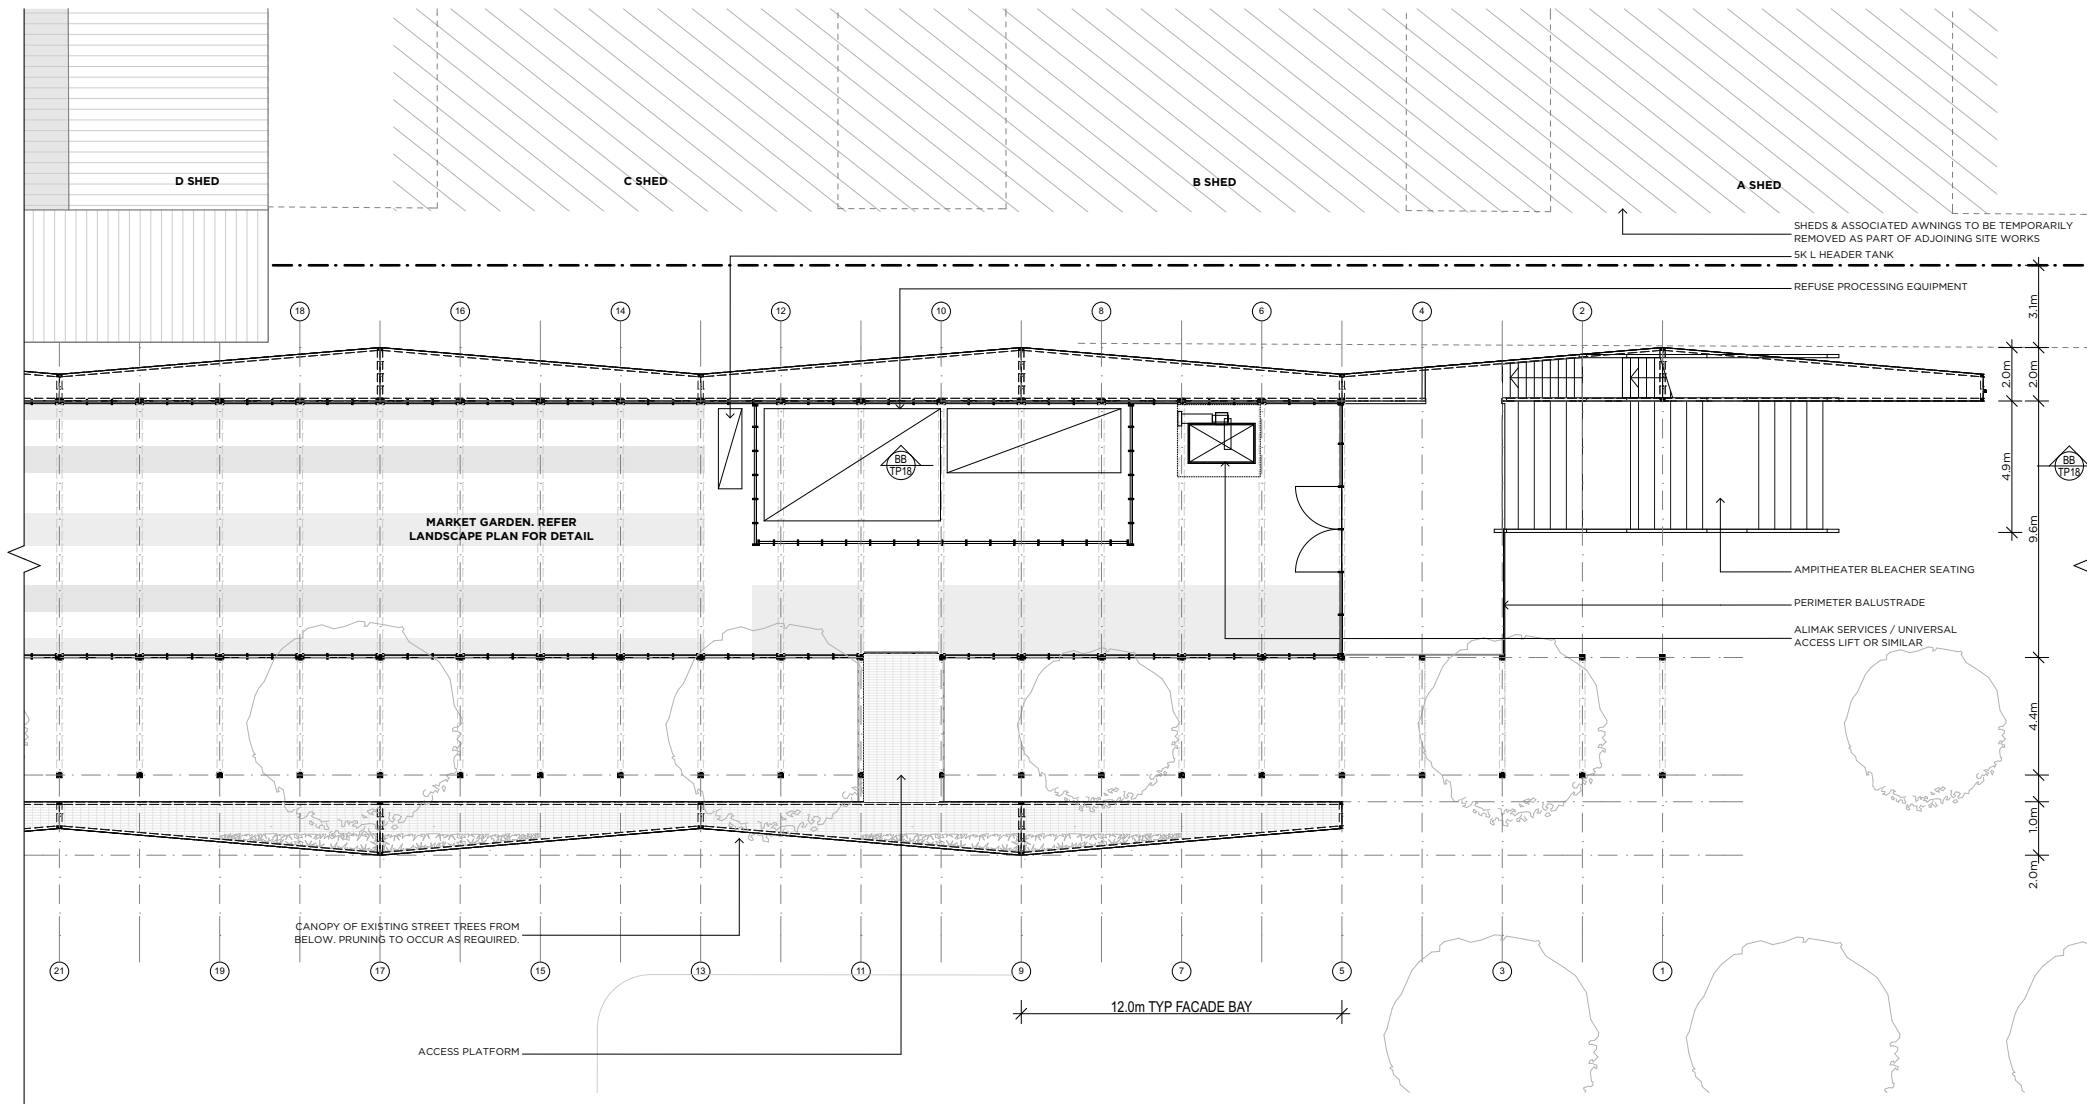 D SHED
C SHED
B SHED
A SHED
SHEDS & ASSOCIATED AWNINGS TO BE TEMPORARILY
REMOVED AS PART OF ADJOINING SITE WORKS
5K L HEADER TANK
REFUSE PROCESSING EQUIPMENT
3.1m
18
16
14
12
10
8
6
4
2
2.0m
2.0m
BB
TP18
BB
TP18
4.9m
9.6m
MARKET GARDEN. REFER
LANDSCAPE PLAN FOR DETAIL
AMPITHEATER BLEACHER SEATING
PERIMETER BALUSTRADE
ALIMAK SERVICES / UNIVERSAL
ACCESS LIFT OR SIMILAR
4.4m
1.0m
2.0m
CANOPY OF EXISTING STREET TREES FROM
BELOW. PRUNING TO OCCUR AS REQUIRED.
21
19
17
15
13
11
9
7
5
3
1
12.0m TYP FACADE BAY
ACCESS PLATFORM